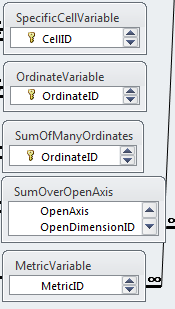 SpecificCellVariable
CellID
OrdinateVariable
OrdinateID
SumOfManyOrdinates
OrdinateID
SumOverOpenAxis
OpenAxis
OpenDimensionID
MetricVariable
MetricID